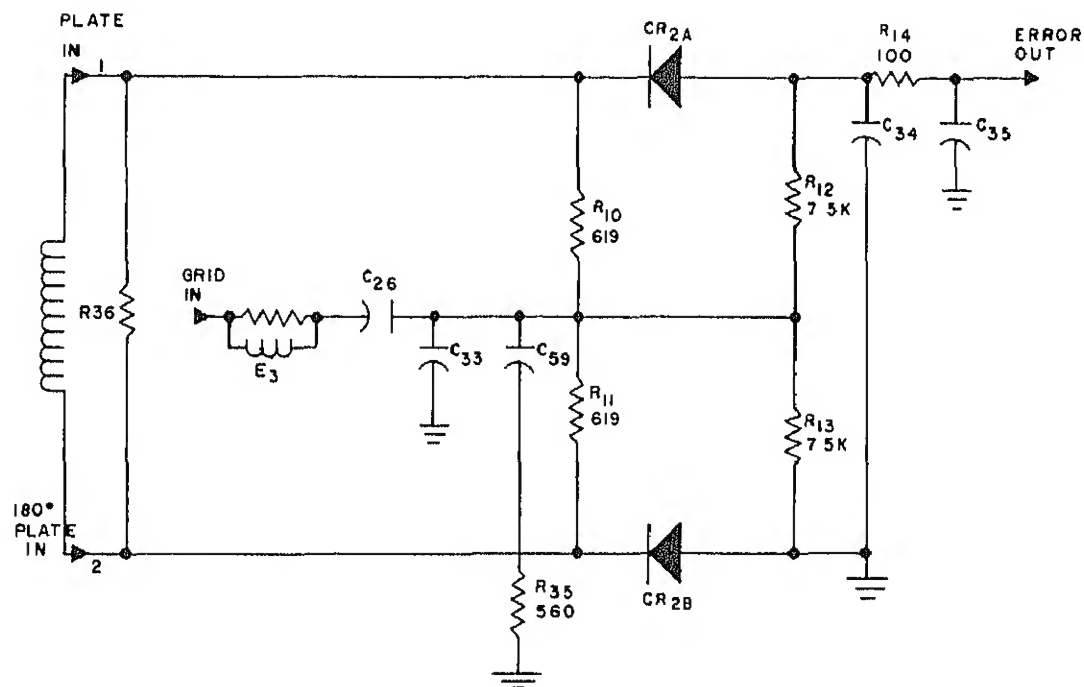 PLATE
IN
1
CR2A
R14
100
ERROR
OUT
C34
C35
R10
619
R12
7 5K
GRID
IN
C26
R36
E3
C33
C59
R11
619
R13
7 5K
180°
PLATE
IN
2
R35
560
CR2B